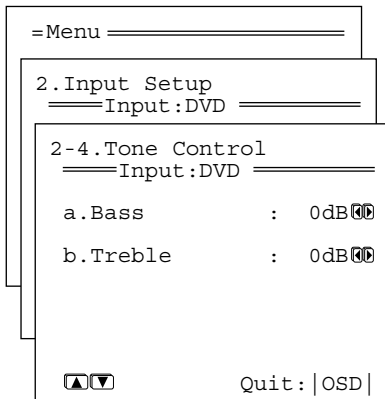 =Menu
2.Input Setup
Input:DVD
2-4.Tone Control
Input:DVD
a.Bass : 0dB
b.Treble : 0dB
Quit:|OSD|